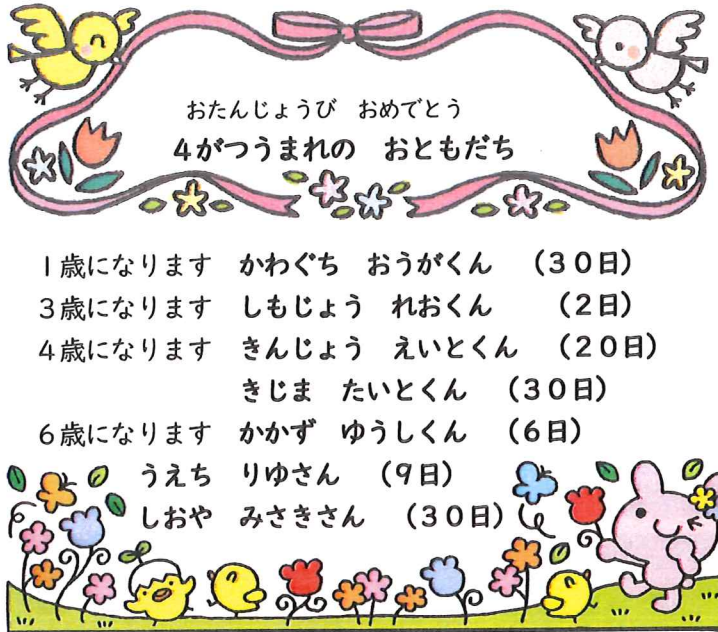 おたんじょうび　おめでとう
４がつうまれの　おともだち
１歳になります　かわぐち　おうがくん　（３０日）
３歳になります　しもじょう　れおくん　（２日）
４歳になります　きんじょう　えいとくん　（２０日）
きじま　たいとくん　（３０日）
６歳になります　かかず　ゆうしくん　（６日）
うえち　りゆさん　（９日）
しおや　みさきさん　（３０日）